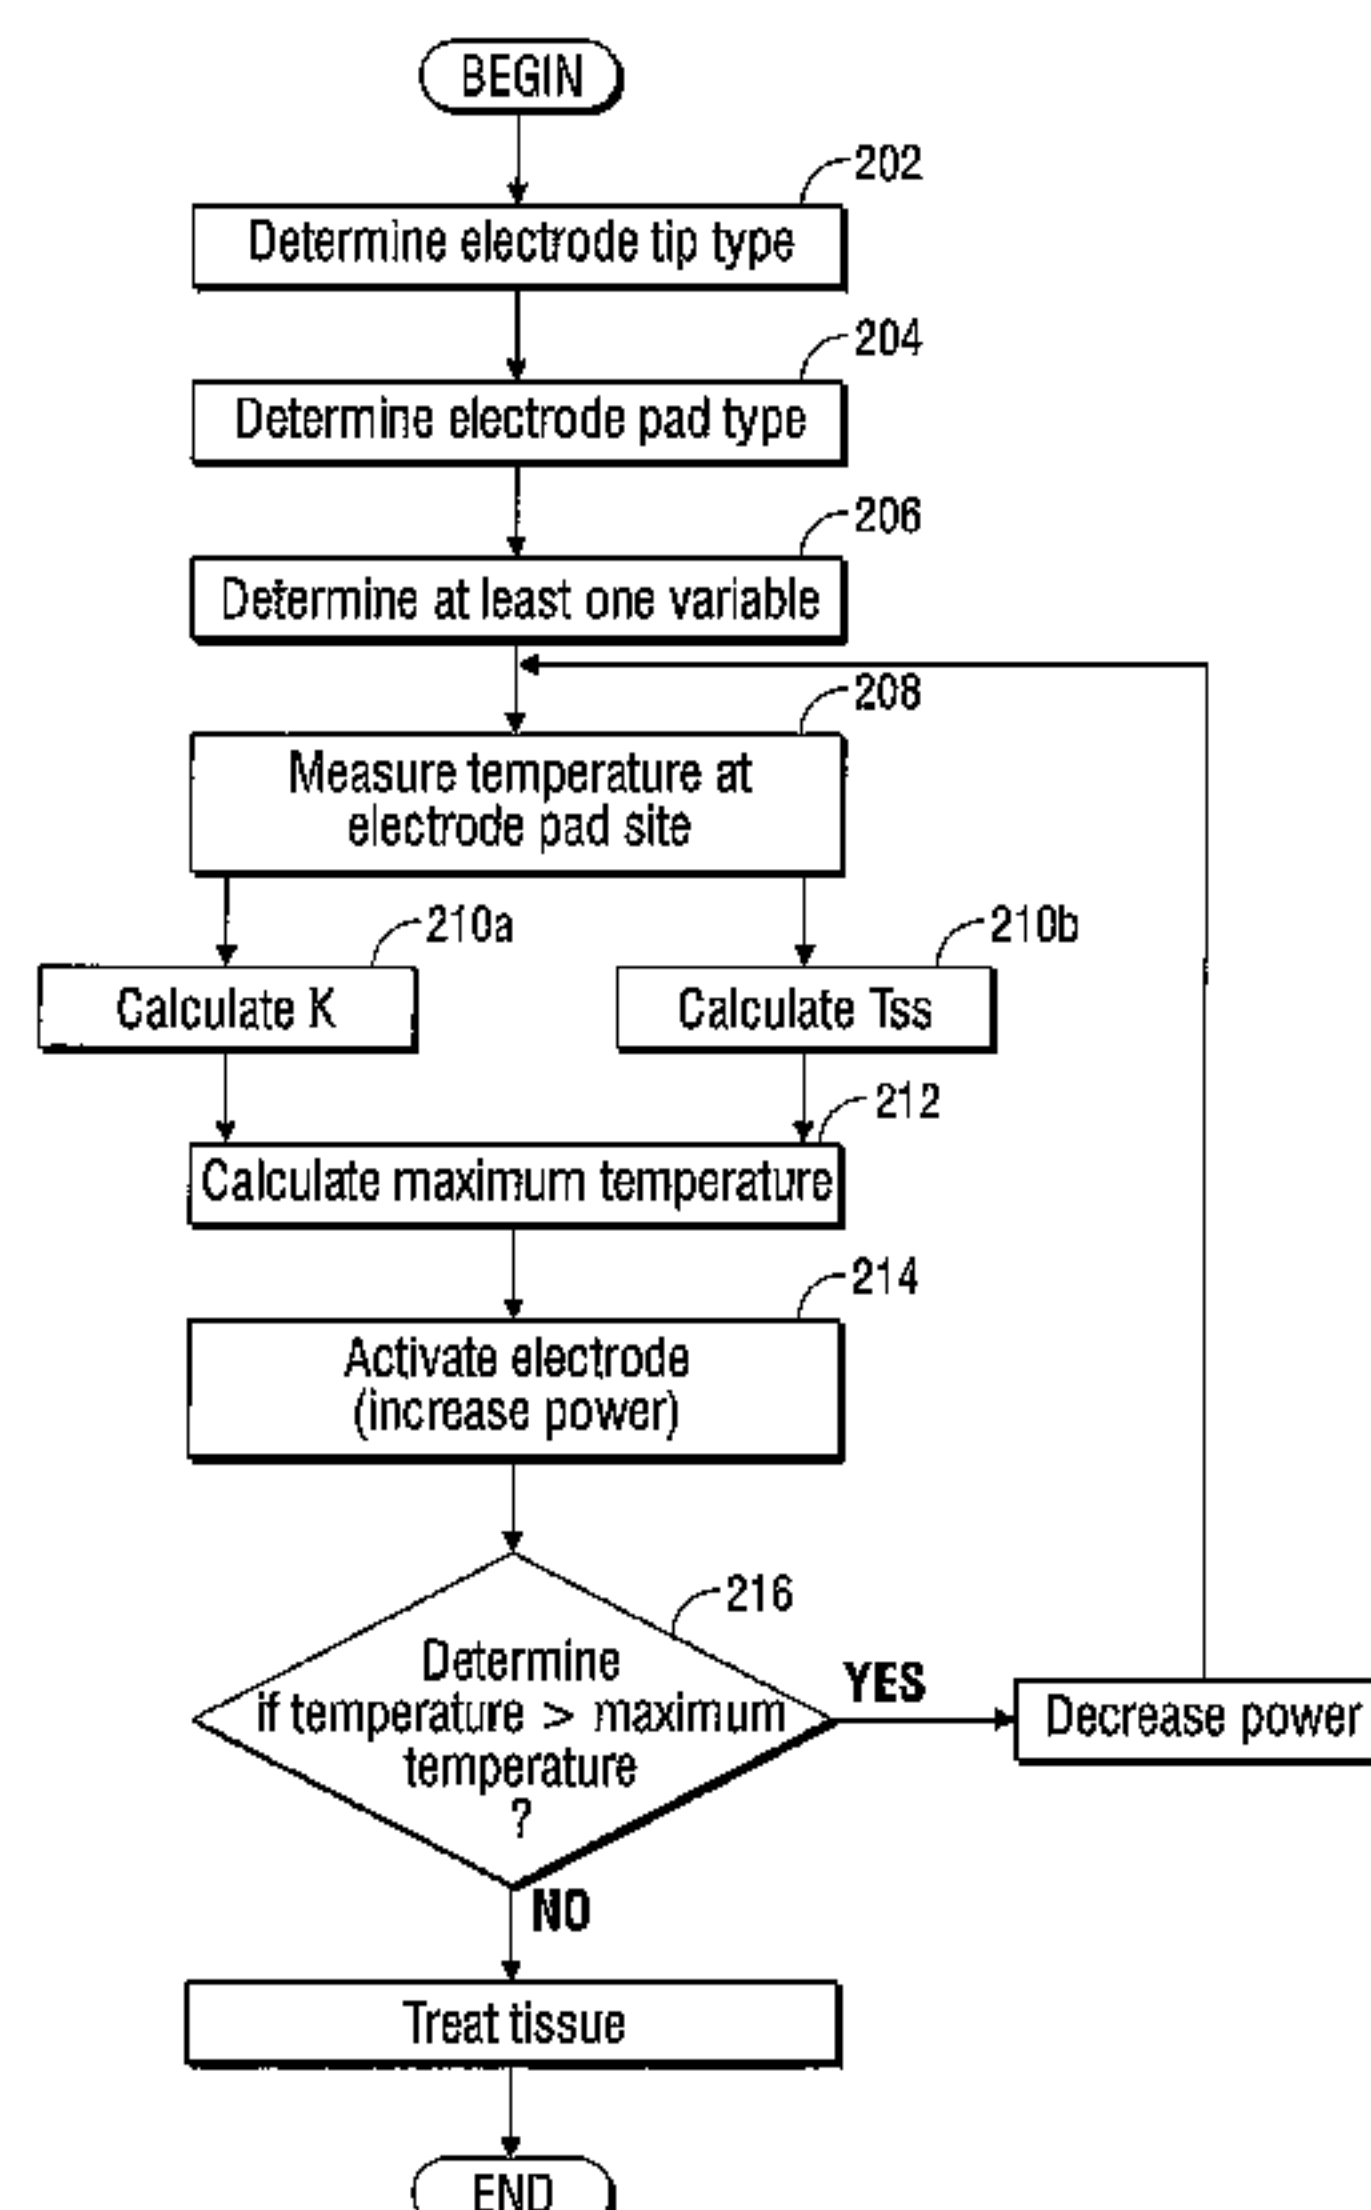 BEGIN
202
Determine electrode tip type
204
Determine electrode pad type
206
Determine at least one variable
208
Measure temperature at
electrode pad site
210a
210b
Calculate K
Calculate Tss
212
Calculate maximum temperature
214
Activate electrode
(increase power)
216
Determine
if temperature > maximum
temperature
?
YES
Decrease power
NO
Treat tissue
END